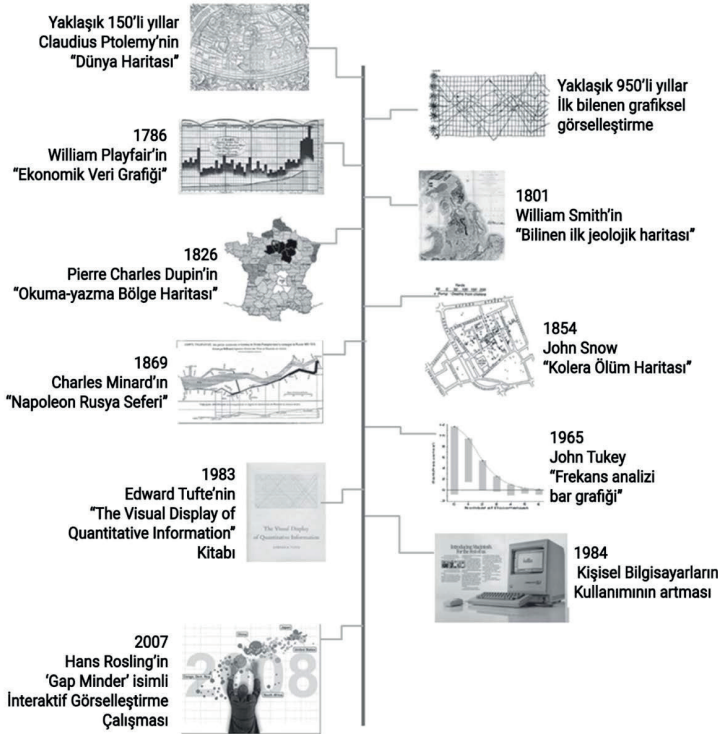 Yaklaşık 150’li yıllar
Claudius Ptolemy’nin
“Dünya Haritası”
Yaklaşık 950’li yıllar
İlk bilenen grafiksel
görselleştirme
1786
William Playfair’in
“Ekonomik Veri Grafiği”
1801
William Smith’in
“Bilinen ilk jeolojik haritası”
1826
Pierre Charles Dupin’in
“Okuma-yazma Bölge Haritası”
1854
John Snow
“Kolera Ölüm Haritası”
1869
Charles Minard’ın
“Napoleon Rusya Seferi”
1965
John Tukey
“Frekans analizi
bar grafiği”
1983
Edward Tufte’nin
“The Visual Display of
Quantitative Information”
Kitabı
The Visual Display
of Quantitative Information
1984
Kişisel Bilgisayarların
Kullanımının artması
Introducing Macintosh.
hello
2007
Hans Rosling’in
‘Gap Minder’ isimli
İnteraktif Görselleştirme
Çalışması
2008